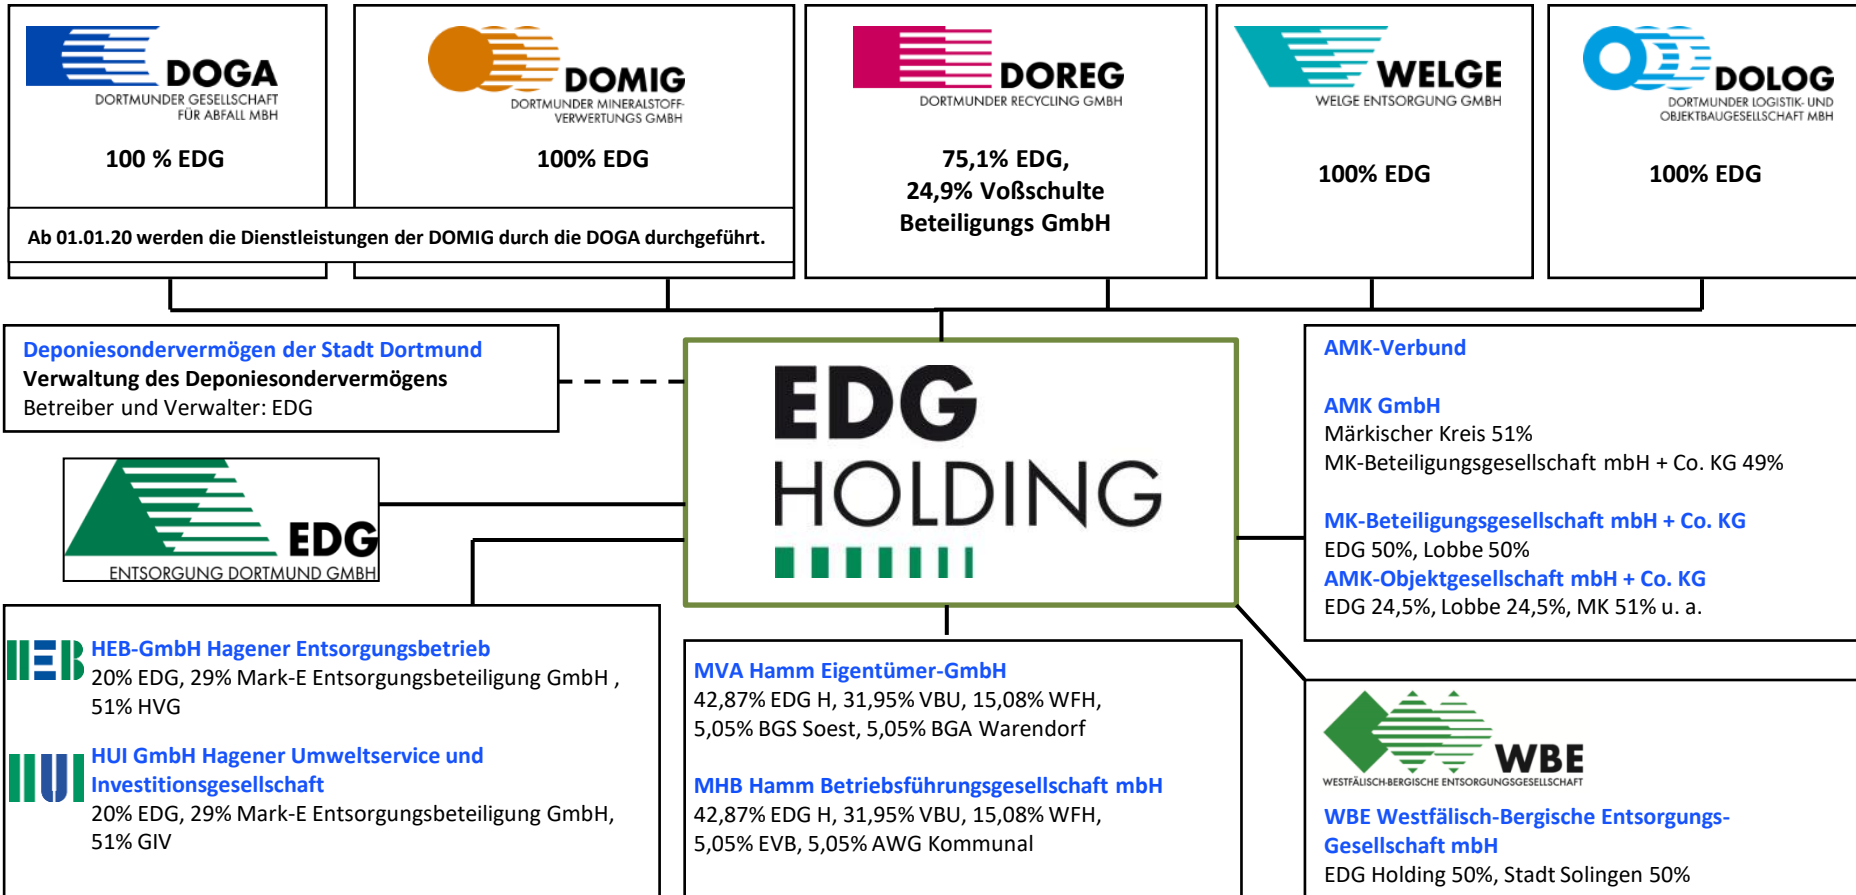 DOGA
DORTMUNDER GESELLSCHAFT
FÜR ABFALL MBH
100 % EDG
DOMIG
DORTMUNDER MINERALSTOFF-
VERWERTUNGS GMBH
100% EDG
Ab 01.01.20 werden die Dienstleistungen der DOMIG durch die DOGA durchgeführt.
DOREG
DORTMUNDER RECYCLING GMBH
75,1% EDG,
24,9% Voßschulte
Beteiligungs GmbH
WELGE
WELGE ENTSORGUNG GMBH
100% EDG
DOLOG
DORTMUNDER LOGISTIK- UND
OBJEKTBAUGESELLSCHAFT MBH
100% EDG
Deponiesondervermögen der Stadt Dortmund
Verwaltung des Deponiesondervermögens
Betreiber und Verwalter: EDG
EDG
ENTSORGUNG DORTMUND GMBH
EDG
HOLDING
AMK-Verbund
AMK GmbH
Märkischer Kreis 51%
MK-Beteiligungsgesellschaft mbH + Co. KG 49%
MK-Beteiligungsgesellschaft mbH + Co. KG
EDG 50%, Lobbe 50%
AMK-Objektgesellschaft mbH + Co. KG
EDG 24,5%, Lobbe 24,5%, MK 51% u. a.
HEB
HEB-GmbH Hagener Entsorgungsbetrieb
20% EDG, 29% Mark-E Entsorgungsbeteiligung GmbH ,
51% HVG
HUI
HUI GmbH Hagener Umweltservice und
Investitionsgesellschaft
20% EDG, 29% Mark-E Entsorgungsbeteiligung GmbH,
51% GIV
MVA Hamm Eigentümer-GmbH
42,87% EDG H, 31,95% VBU, 15,08% WFH,
5,05% BGS Soest, 5,05% BGA Warendorf
MHB Hamm Betriebsführungsgesellschaft mbH
42,87% EDG H, 31,95% VBU, 15,08% WFH,
5,05% EVB, 5,05% AWG Kommunal
WBE
WESTFÄLISCH-BERGISCHE ENTSORGUNGSGESELLSCHAFT
WBE Westfälisch-Bergische Entsorgungs-
Gesellschaft mbH
EDG Holding 50%, Stadt Solingen 50%